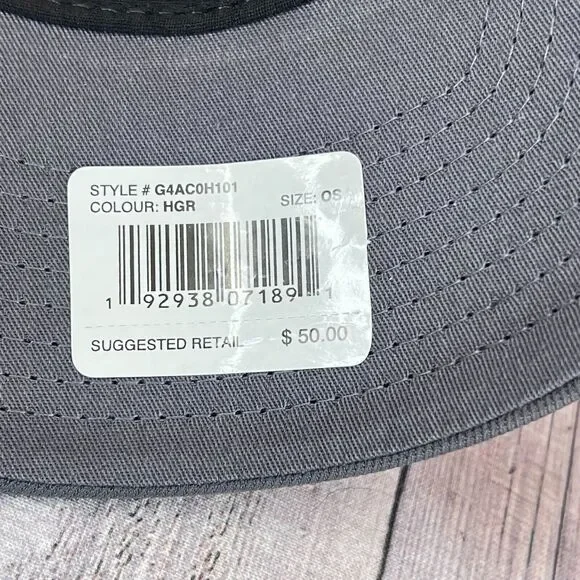 STYLE # G4AC0H101
COLOUR: HGR SIZE: OS
1 92938 07189 1
SUGGESTED RETAIL $ 50.00